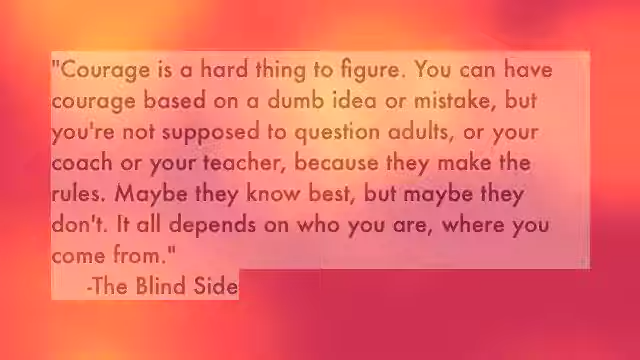 "Courage is a hard thing to figure. You can have
courage based on a dumb idea or mistake, but
you're not supposed to question adults, or your
coach or your teacher, because they make the
rules. Maybe they know best, but maybe they
don't. It all depends on who you are, where you
come from."
-The Blind Side